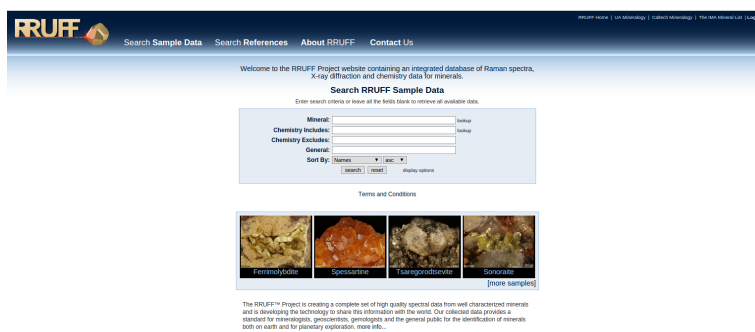 RRUFF Home | UA Mineralogy | Caltech Mineralogy | The IMA Mineral List | Log
RRUFF
Search Sample Data Search References About RRUFF Contact Us
Welcome to the RRUFF Project website containing an integrated database of Raman spectra,
X-ray diffraction and chemistry data for minerals.
Search RRUFF Sample Data
Enter search criteria or leave all the fields blank to retrieve all available data.
Mineral: lookup
Chemistry Includes: lookup
Chemistry Excludes:
General:
Sort By: Names asc
search reset display options
Terms and Conditions
Ferrimolybdite Spessartine Tsaregorodtsevite Sonoraite
[more samples]
The RRUFF™ Project is creating a complete set of high quality spectral data from well characterized minerals
and is developing the technology to share this information with the world. Our collected data provides a
standard for mineralogists, geoscientists, gemologists and the general public for the identification of minerals
both on earth and for planetary exploration. more info...